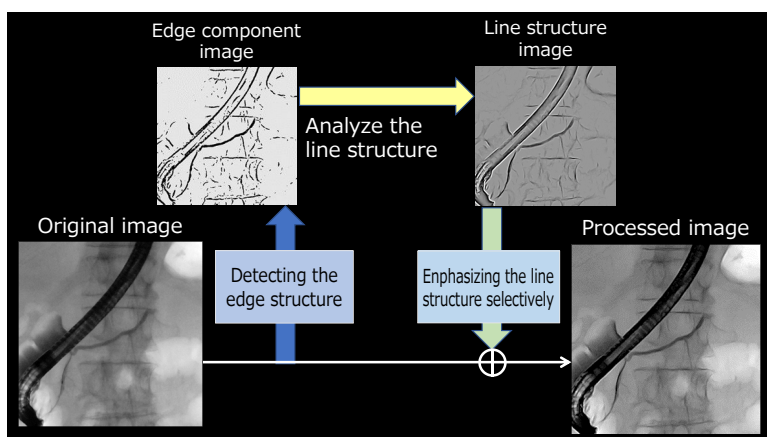 Edge component
image
Line structure
image
Analyze the
line structure
Original image
Processed image
Detecting the
edge structure
Enphasizing the line
structure selectively